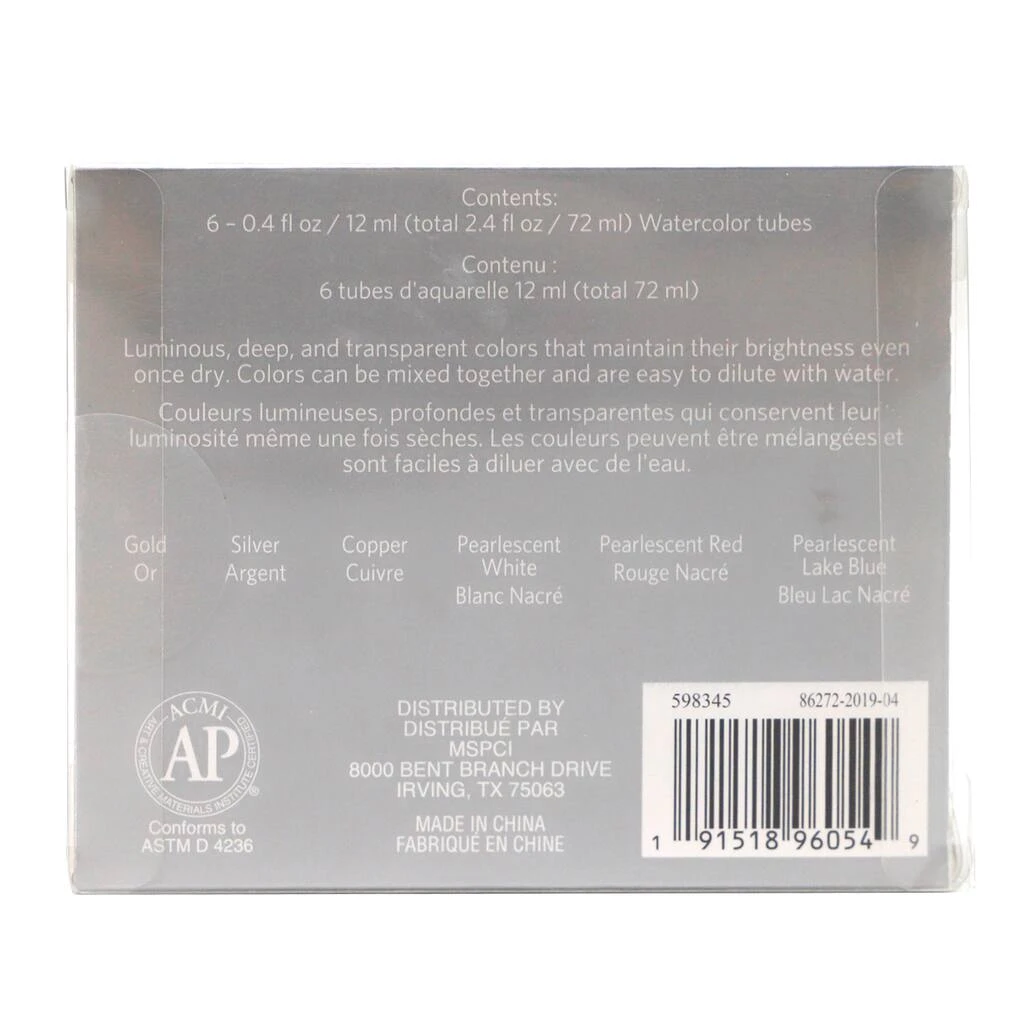 Contents:
6 – 0.4 fl oz / 12 ml (total 2.4 fl oz / 72 ml) Watercolor tubes
Contenu :
6 tubes d'aquarelle 12 ml (total 72 ml)
Luminous, deep, and transparent colors that maintain their brightness even
once dry. Colors can be mixed together and are easy to dilute with water.
Couleurs lumineuses, profondes et transparentes qui conservent leur
luminosité même une fois sèches. Les couleurs peuvent être mélangées et
sont faciles à diluer avec de l'eau.
Gold
Or
Silver
Argent
Copper
Cuivre
Pearlescent
White
Blanc Nacré
Pearlescent Red
Rouge Nacré
Pearlescent
Lake Blue
Bleu Lac Nacré
ACMI
AP
ART & CREATIVE MATERIALS INSTITUTE CERTIFIED
®
Conforms to
ASTM D 4236
DISTRIBUTED BY
DISTRIBUÉ PAR
MSPCI
8000 BENT BRANCH DRIVE
IRVING, TX 75063
MADE IN CHINA
FABRIQUÉ EN CHINE
598345 86272-2019-04
1 91518 96054 9